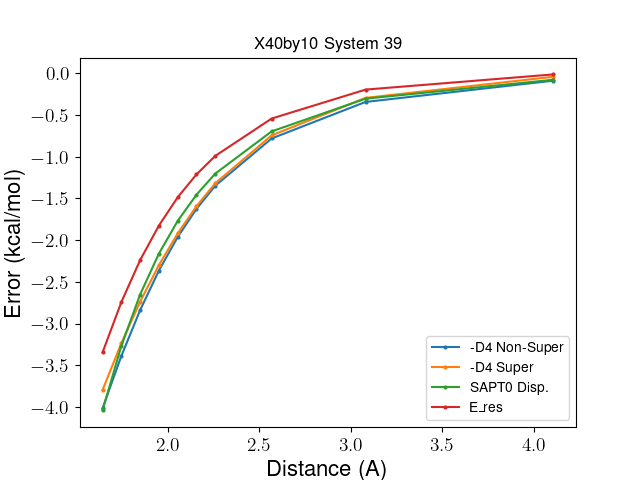 X40by10 System 39
0.0
−0.5
−1.0
−1.5
−2.0
−2.5
−3.0
−3.5
−4.0
Error (kcal/mol)
-D4 Non-Super
-D4 Super
SAPT0 Disp.
E_res
2.0 2.5 3.0 3.5 4.0
Distance (A)